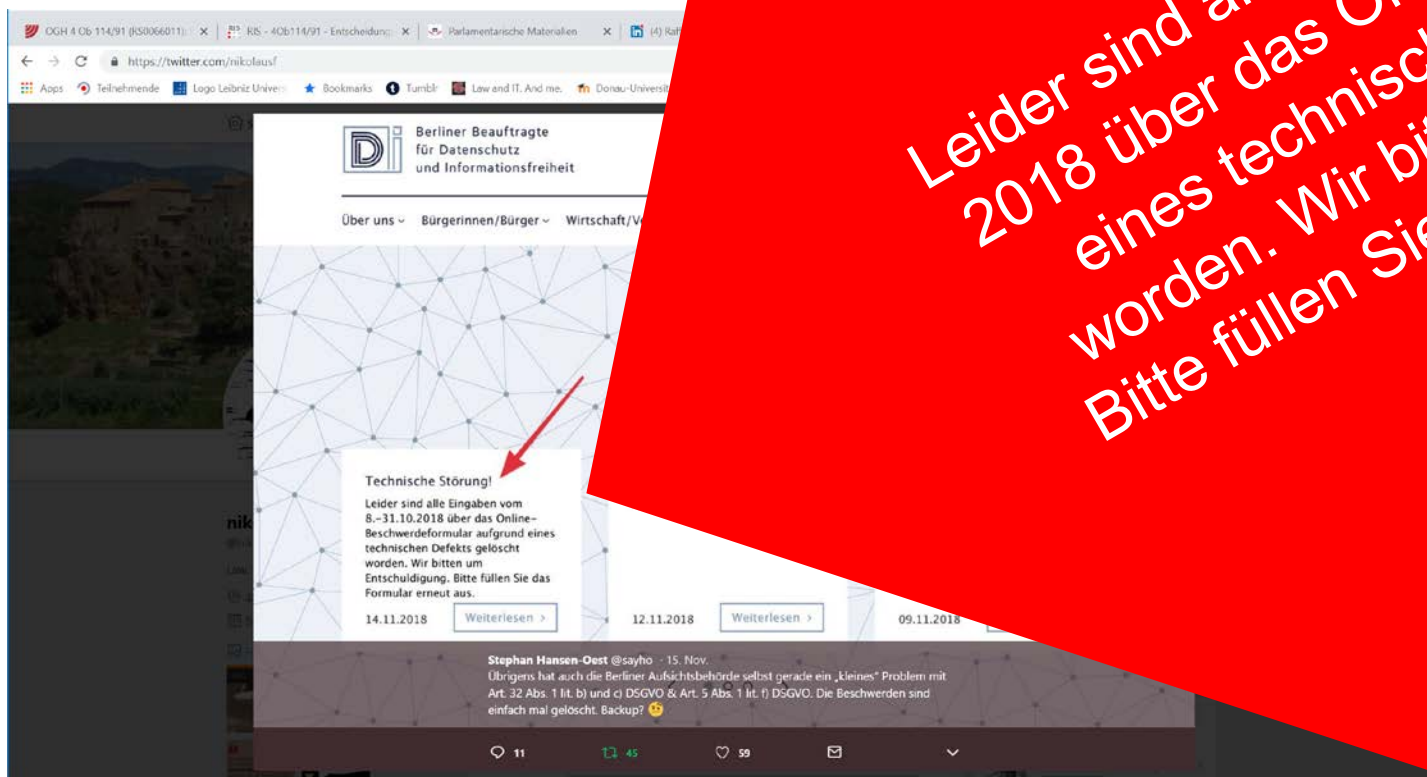 OGH 4 Ob 114/91 (RS0066011);
RIS - 4Ob114/91 - Entscheidung
Parlamentarische Materialien
https://twitter.com/nikolausf
Apps Teilnehmende Logo Leibniz Univers Bookmarks Tumblr Law and IT. And me. Donau-Universit
Berliner Beauftragte
für Datenschutz
und Informationsfreiheit
Über uns Bürgerinnen/Bürger
Technische Störung!
Leider sind alle Eingaben vom
8.–31.10.2018 über das Online-
Beschwerdeformular aufgrund eines
technischen Defekts gelöscht
worden. Wir bitten um
Entschuldigung. Bitte füllen Sie das
Formular erneut aus.
14.11.2018 Weiterlesen >
12.11.2018 Weiterlesen >
09.11.2018
Stephan Hansen-Oest @sayho · 15. Nov.
Übrigens hat auch die Berliner Aufsichtsbehörde selbst gerade ein „kleines“ Problem mit
Art. 32 Abs. 1 lit. b) und c) DSGVO & Art. 5 Abs. 1 lit. f) DSGVO. Die Beschwerden sind
einfach mal gelöscht. Backup? 🤨
11 45 59
Leider sind
2018 über das
eines technisc
worden. Wir bi
Bitte füllen Sie